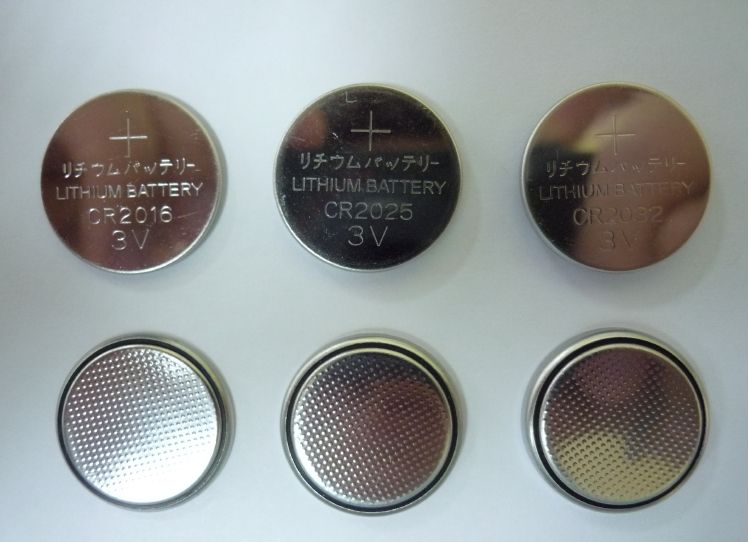 +
リチウムバッテリー
LITHIUM BATTERY
CR2016
3V
L
+
リチウムバッテリー
LITHIUM BATTERY
CR2025
3V
+
リチウムバッテリー
LITHIUM BATTERY
CR2032
3V